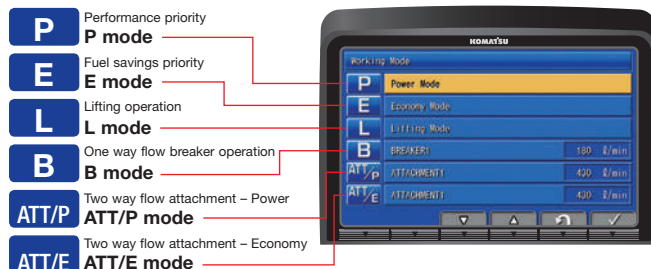 P
Performance priority
P mode
E
Fuel savings priority
E mode
L
Lifting operation
L mode
B
One way flow breaker operation
B mode
ATT/P
Two way flow attachment – Power
ATT/P mode
ATT/E
Two way flow attachment – Economy
ATT/E mode
KOMATSU
Working Mode
P Power Mode
E Economy Mode
L Lifting Mode
B BREAKER1 180 ℓ/min
ATT/P ATTACHMENT1 430 ℓ/min
ATT/E ATTACHMENT1 430 ℓ/min